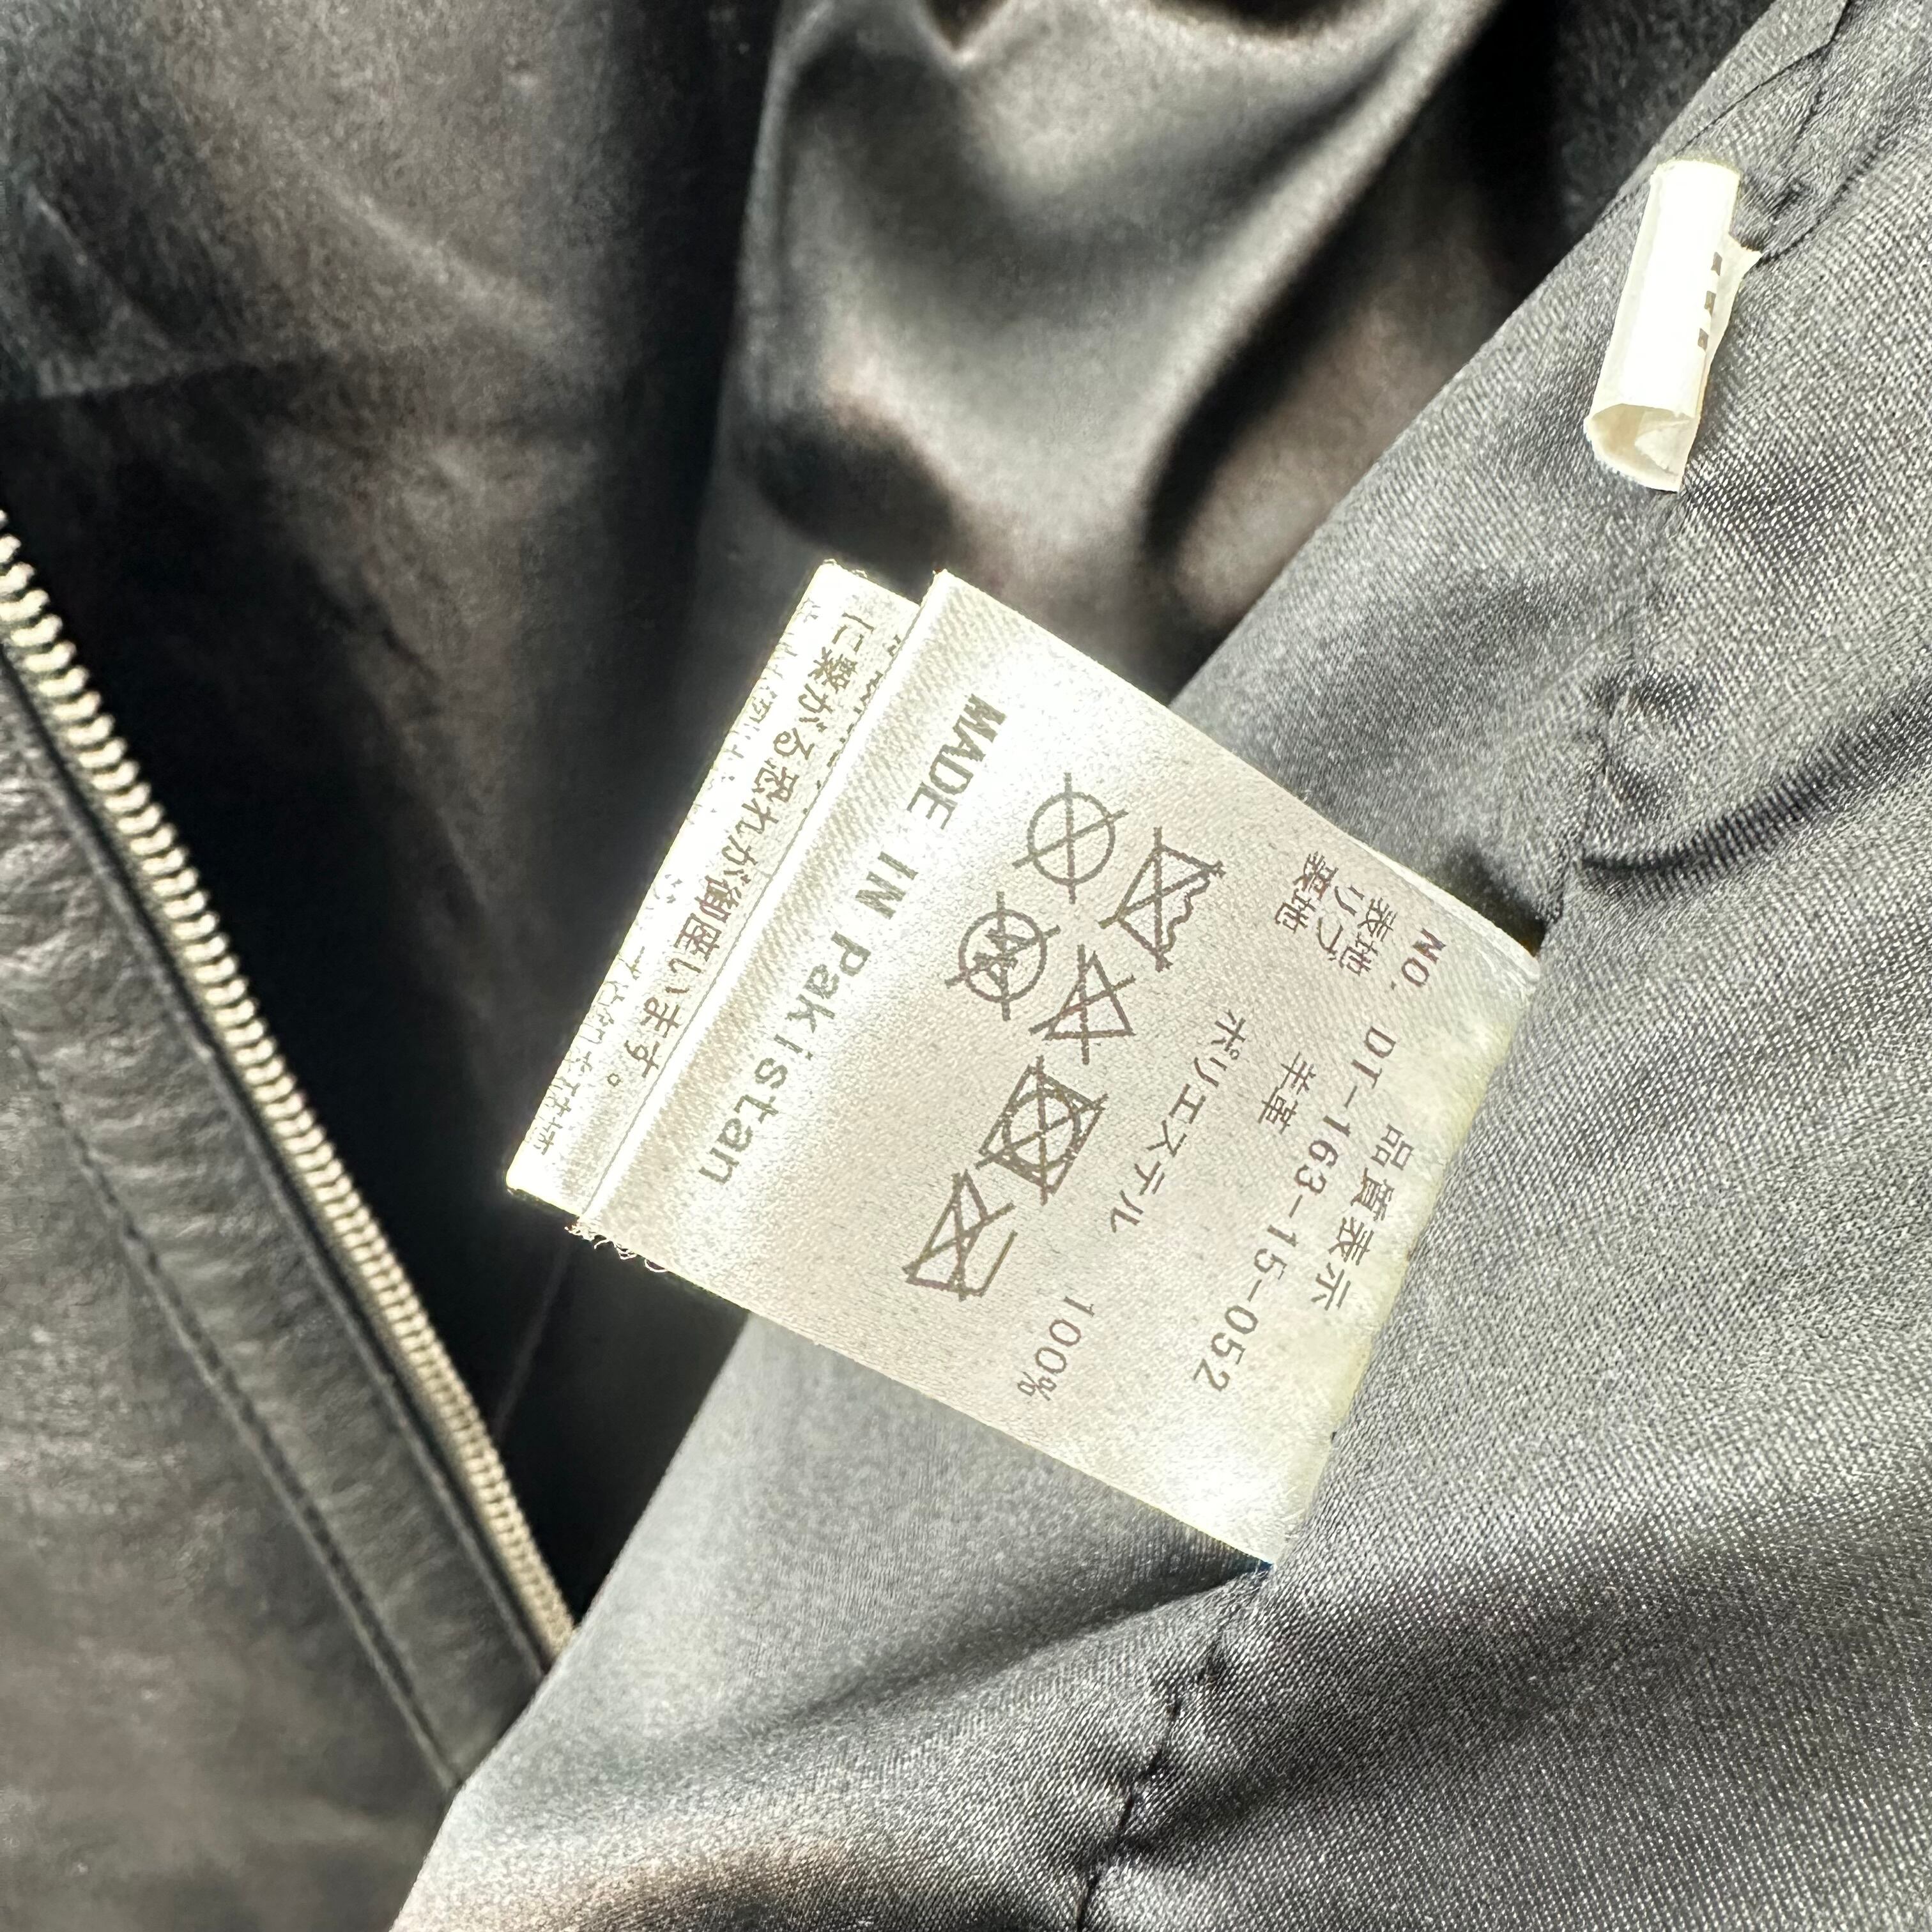 品質表示
NO. DT-163-15-052
表地 羊革
リブ
裏地 ポリエステル 100%
MADE IN Pakistan
に繋がる恐れが御座います。